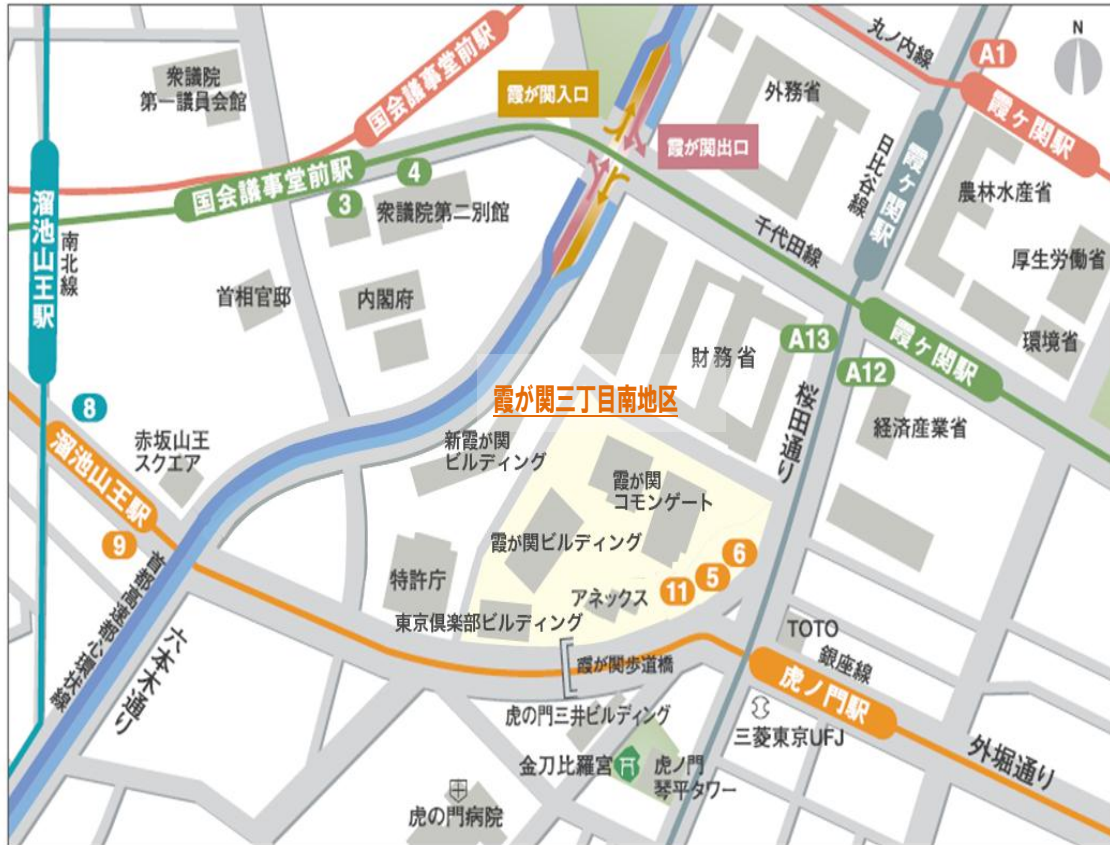 衆議院
第一議員会館
国会議事堂前駅
霞が関入口
霞が関出口
外務省
丸ノ内線
A1
N
霞ケ関駅
日比谷線
霞ケ関駅
農林水産省
厚生労働省
環境省
溜池山王駅
南北線
国会議事堂前駅
4
3
衆議院第二別館
首相官邸
内閣府
千代田線
霞ケ関駅
財務省
A13
A12
経済産業省
桜田通り
霞が関三丁目南地区
8
赤坂山王
スクエア
溜池山王駅
9
新霞が関
ビルディング
霞が関
コモンゲート
霞が関ビルディング
特許庁
アネックス
11
5
6
東京倶楽部ビルディング
首都高速都心環状線
六本木通り
霞が関歩道橋
TOTO
銀座線
虎ノ門駅
虎の門三井ビルディング
三菱東京UFJ
外堀通り
金刀比羅宮
虎ノ門
琴平タワー
虎の門病院